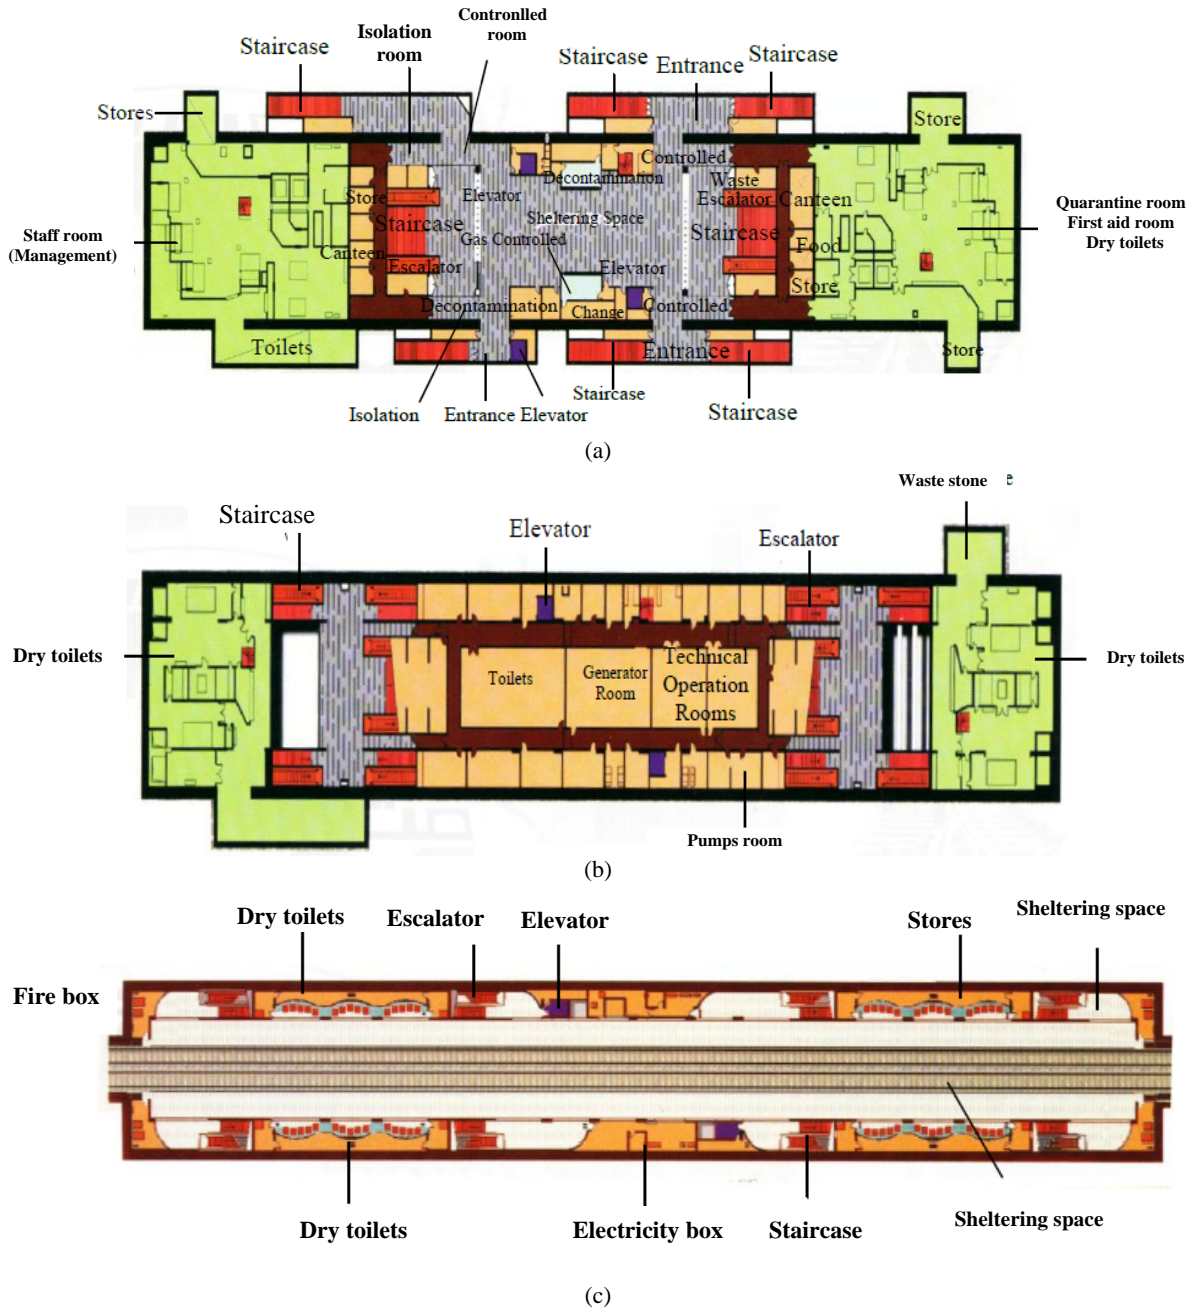 Contronlled
room
Isolation
room
Staircase
Staircase
Entrance
Staircase
Stores
Store
Controlled
Decontamination
Waste
Store
Elevator
Escalator
Canteen
Staircase
Sheltering Space
Staircase
Quarantine room
First aid room
Dry toilets
Staff room
(Management)
Gas Controlled
Food
Canteen
Escalator
Elevator
Store
Decontamination
Change
Controlled
Toilets
Entrance
Store
Staircase
Isolation
Entrance
Elevator
Staircase
(a)
Waste stone
e
Staircase
Elevator
Escalator
Dry toilets
Toilets
Generator
Room
Technical
Operation
Rooms
Dry toilets
Pumps room
(b)
Dry toilets
Escalator
Elevator
Stores
Sheltering space
Fire box
Dry toilets
Electricity box
Staircase
Sheltering space
(c)